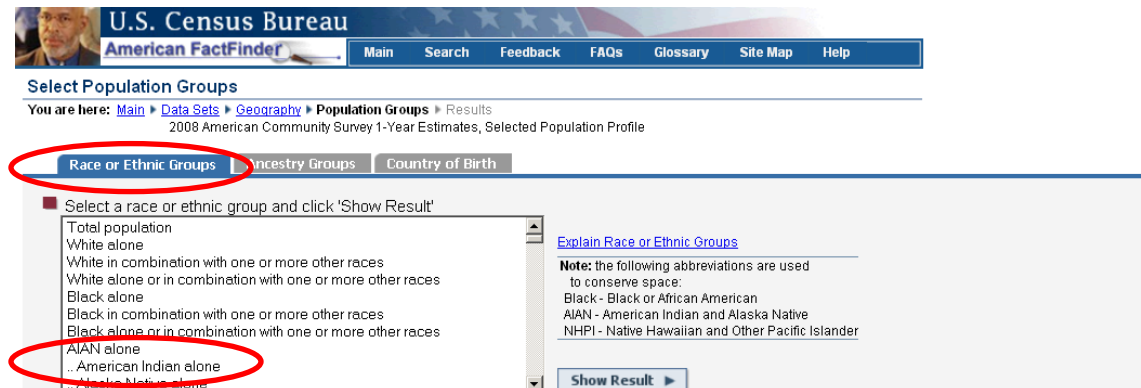 U.S. Census Bureau
American FactFinder
Main Search Feedback FAQs Glossary Site Map Help
Select Population Groups
You are here: Main ▶ Data Sets ▶ Geography ▶ Population Groups ▶ Results
2008 American Community Survey 1-Year Estimates, Selected Population Profile
Race or Ethnic Groups Ancestry Groups Country of Birth
Select a race or ethnic group and click 'Show Result'
Total population
White alone
White in combination with one or more other races
White alone or in combination with one or more other races
Black alone
Black in combination with one or more other races
Black alone or in combination with one or more other races
AIAN alone
.. American Indian alone
.. Alaska Native alone
Explain Race or Ethnic Groups
Note: the following abbreviations are used
to conserve space:
Black - Black or African American
AIAN - American Indian and Alaska Native
NHPI - Native Hawaiian and Other Pacific Islander
Show Result ▶